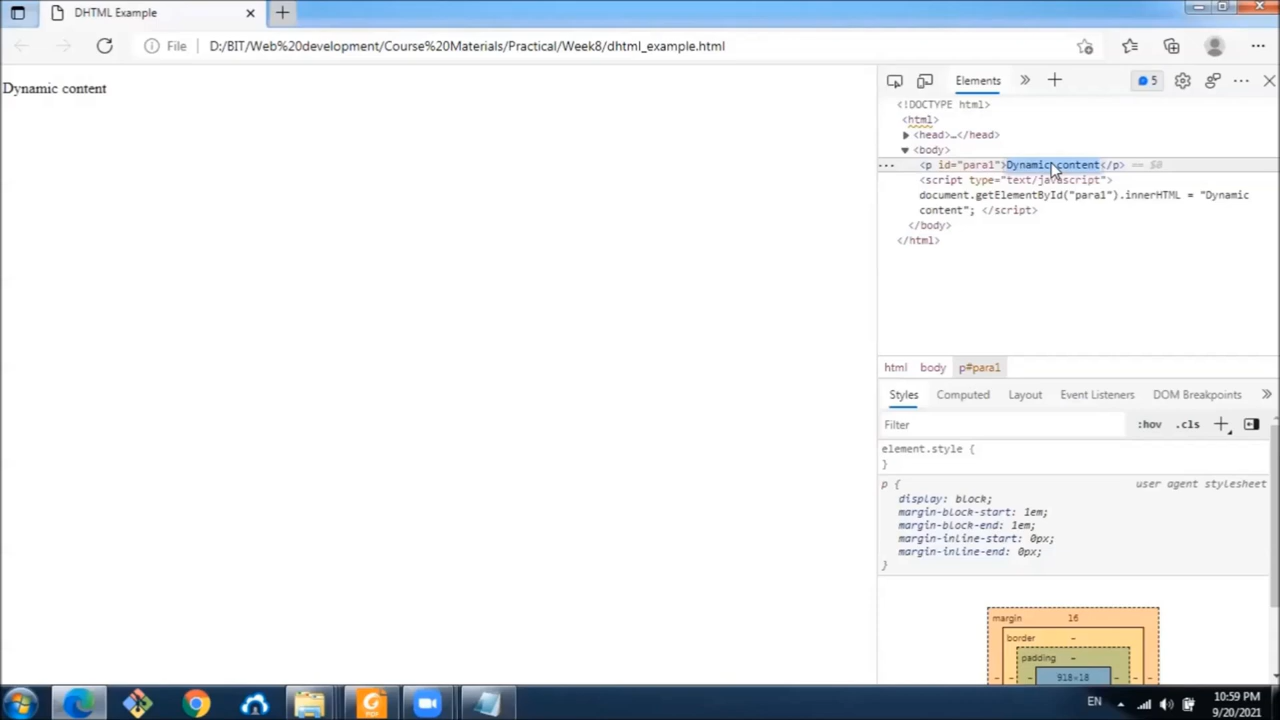 DHTML Example
File
D:/BIT/Web%20development/Course%20Materials/Practical/Week8/dhtml_example.html
Dynamic content
Elements
5
<!DOCTYPE html>
<html>
<head>…</head>
<body>
<p id="para1">Dynamic content</p> == $0
<script type="text/javascript">
document.getElementById("para1").innerHTML = "Dynamic
content"; </script>
</body>
</html>
html body p#para1
Styles Computed Layout Event Listeners DOM Breakpoints
Filter :hov .cls
element.style {
}
p { user agent stylesheet
display: block;
margin-block-start: 1em;
margin-block-end: 1em;
margin-inline-start: 0px;
margin-inline-end: 0px;
}
margin 16
border -
padding -
- - - 918×18 - - -
EN 10:59 PM
9/20/2021